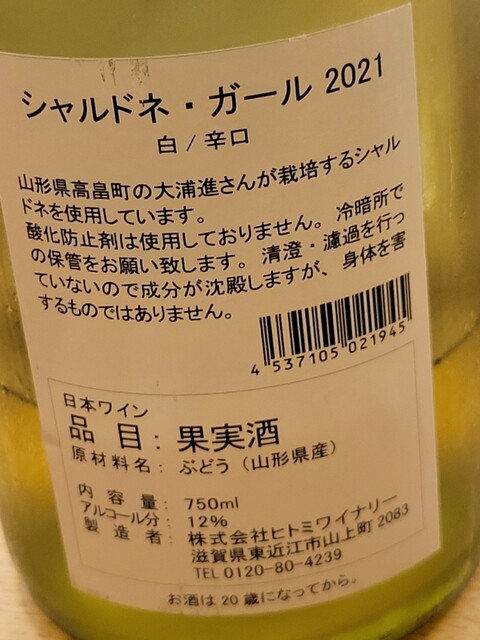 シャルドネ・ガール 2021
白 / 辛口
山形県高畠町の大浦進さんが栽培するシャル
ドネを使用しています。
酸化防止剤は使用しておりません。冷暗所で
の保管をお願い致します。清澄・濾過を行っ
ていないので成分が沈殿しますが、身体を害
するものではありません。
4 537105 021945
日本ワイン
品 目: 果実酒
原材料名: ぶどう(山形県産)
内 容 量: 750ml
アルコール分: 12%
製 造 者: 株式会社ヒトミワイナリー
滋賀県東近江市山上町 2083
TEL 0120-80-4239
お酒は 20 歳になってから。